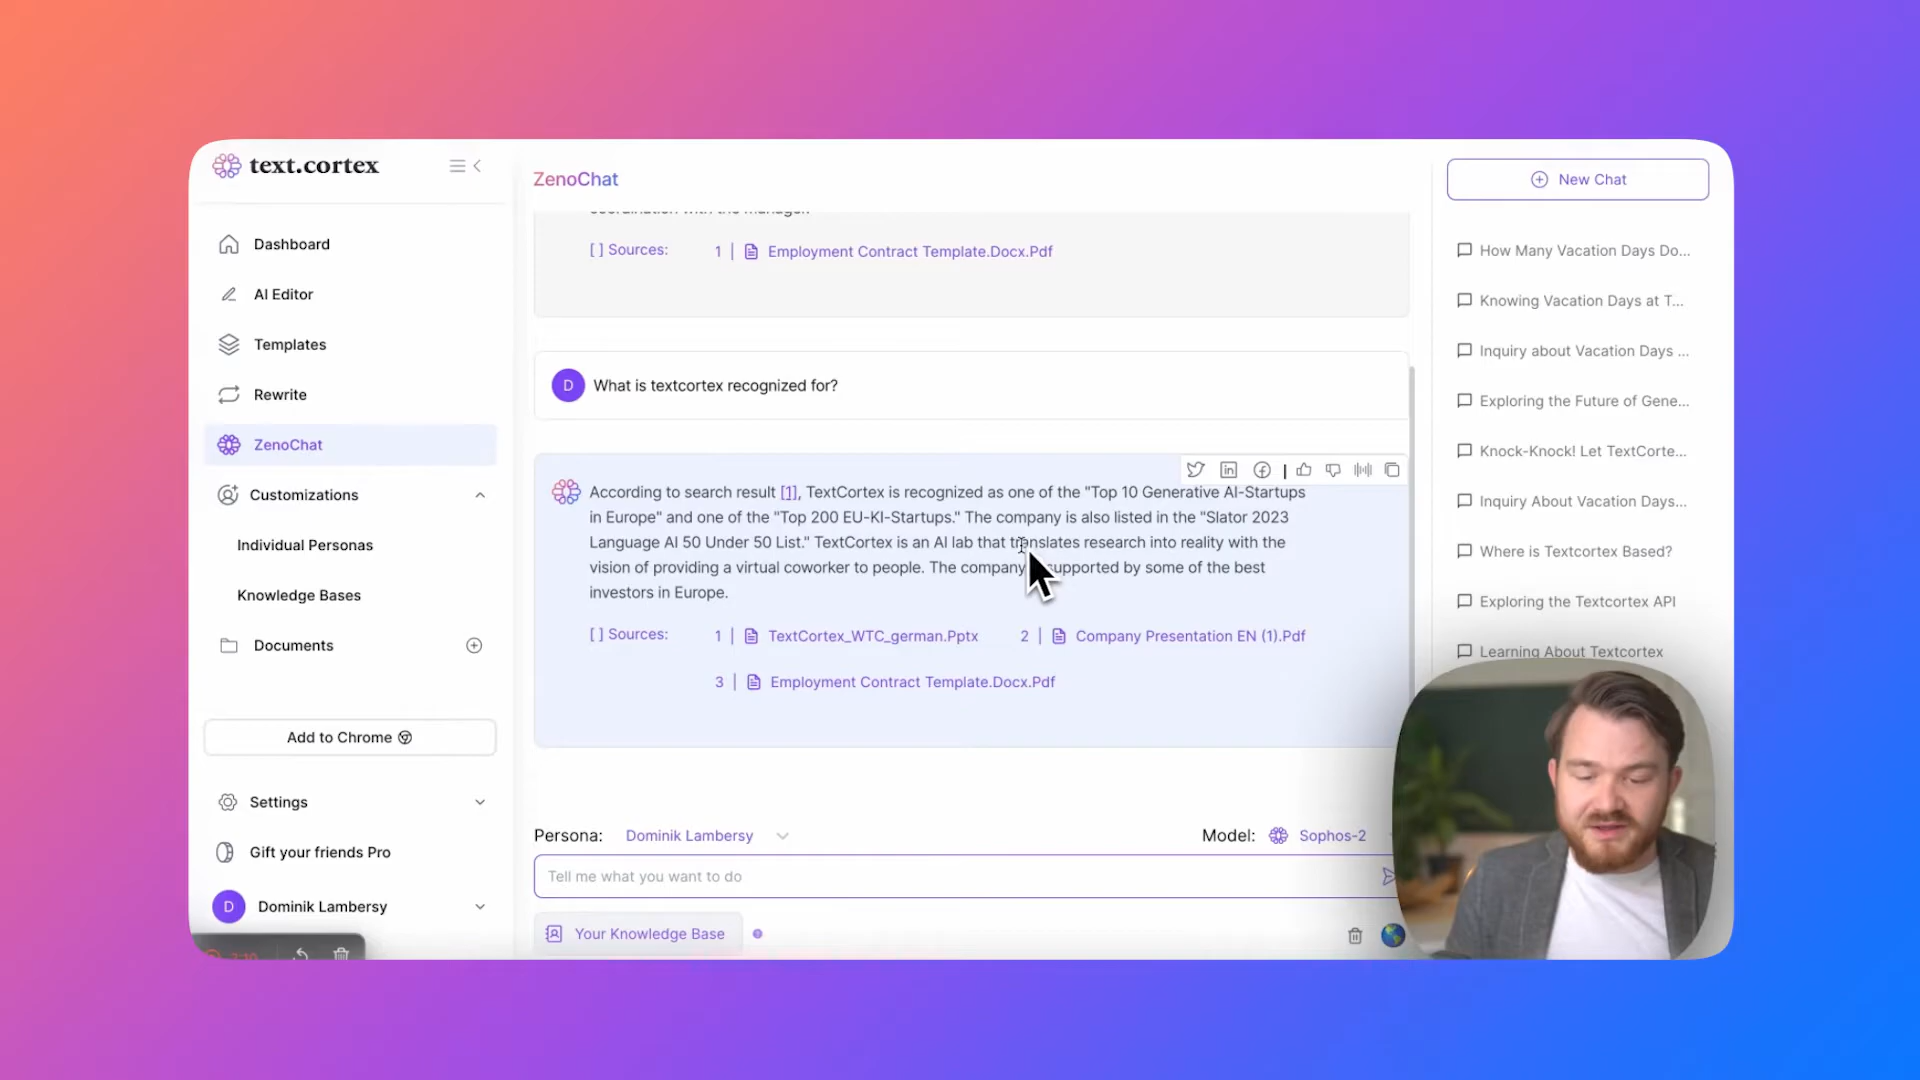 text.cortex
Dashboard
AI Editor
Templates
Rewrite
ZenoChat
Customizations
Individual Personas
Knowledge Bases
Documents
Add to Chrome
Settings
Gift your friends Pro
D Dominik Lambersy
ZenoChat
coordination with the manager.
[ ] Sources: 1 | Employment Contract Template.Docx.Pdf
D What is textcortex recognized for?
According to search result [1], TextCortex is recognized as one of the "Top 10 Generative AI-Startups
in Europe" and one of the "Top 200 EU-KI-Startups." The company is also listed in the "Slator 2023
Language AI 50 Under 50 List." TextCortex is an AI lab that translates research into reality with the
vision of providing a virtual coworker to people. The company supported by some of the best
investors in Europe.
[ ] Sources: 1 | TextCortex_WTC_german.Pptx 2 | Company Presentation EN (1).Pdf
3 | Employment Contract Template.Docx.Pdf
Persona: Dominik Lambersy
Model: Sophos-2
Tell me what you want to do
Your Knowledge Base
New Chat
How Many Vacation Days Do...
Knowing Vacation Days at T...
Inquiry about Vacation Days ...
Exploring the Future of Gene...
Knock-Knock! Let TextCorte...
Inquiry About Vacation Days...
Where is Textcortex Based?
Exploring the Textcortex API
Learning About Textcortex